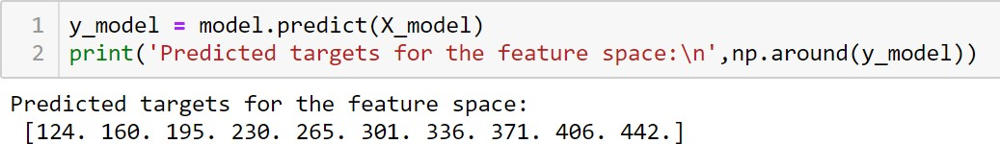 1 y_model = model.predict(X_model)
2 print('Predicted targets for the feature space:\n',np.around(y_model))
Predicted targets for the feature space:
[124. 160. 195. 230. 265. 301. 336. 371. 406. 442.]